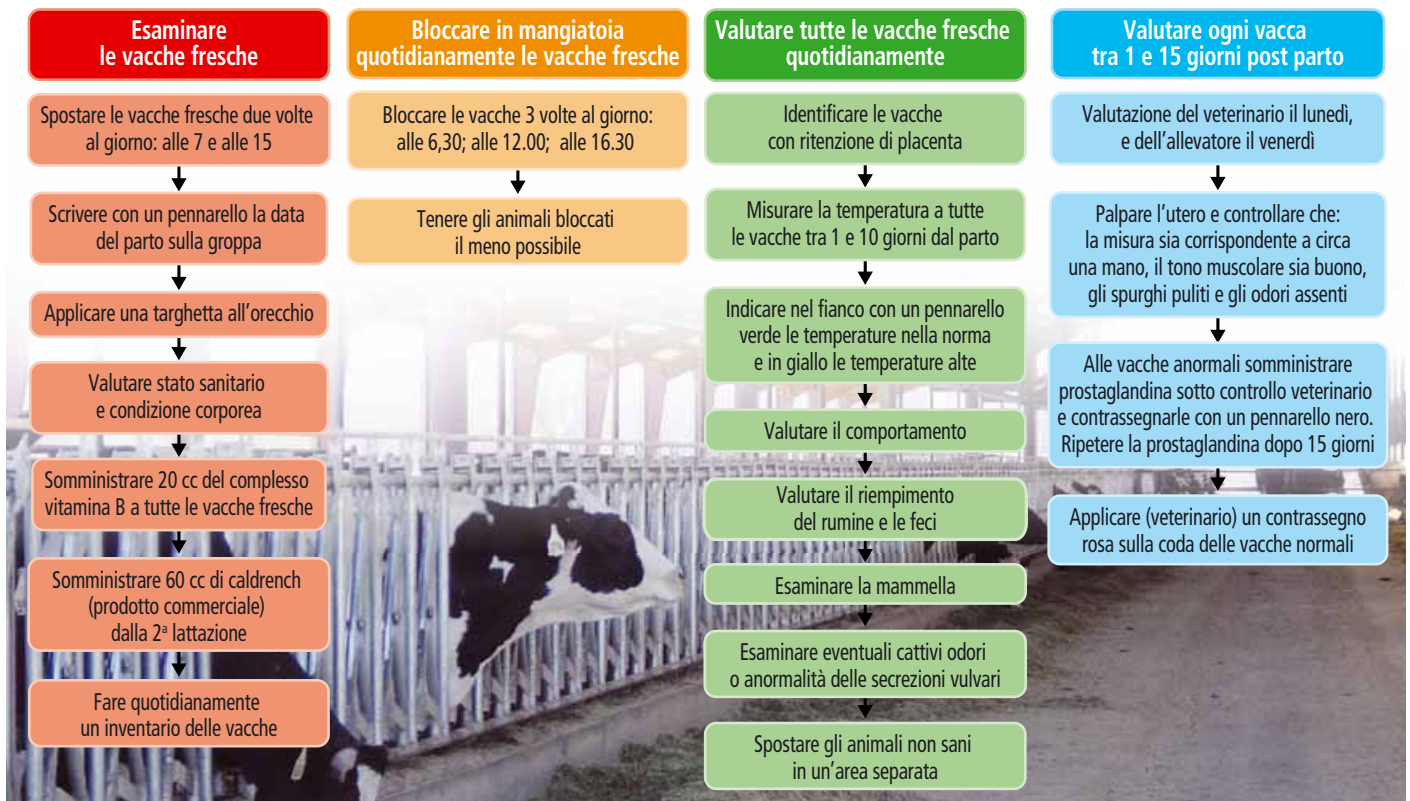 Esaminare
le vacche fresche
Spostare le vacche fresche due volte
al giorno: alle 7 e alle 15
Scrivere con un pennarello la data
del parto sulla groppa
Applicare una targhetta all'orecchio
Valutare stato sanitario
e condizione corporea
Somministrare 20 cc del complesso
vitamina B a tutte le vacche fresche
Somministrare 60 cc di caldrench
(prodotto commerciale)
dalla 2ª lattazione
Fare quotidianamente
un inventario delle vacche
Bloccare in mangiatoia
quotidianamente le vacche fresche
Bloccare le vacche 3 volte al giorno:
alle 6,30; alle 12.00; alle 16.30
Tenere gli animali bloccati
il meno possibile
Valutare tutte le vacche fresche
quotidianamente
Identificare le vacche
con ritenzione di placenta
Misurare la temperatura a tutte
le vacche tra 1 e 10 giorni dal parto
Indicare nel fianco con un pennarello
verde le temperature nella norma
e in giallo le temperature alte
Valutare il comportamento
Valutare il riempimento
del rumine e le feci
Esaminare la mammella
Esaminare eventuali cattivi odori
o anormalità delle secrezioni vulvari
Spostare gli animali non sani
in un'area separata
Valutare ogni vacca
tra 1 e 15 giorni post parto
Valutazione del veterinario il lunedì,
e dell'allevatore il venerdì
Palpare l'utero e controllare che:
la misura sia corrispondente a circa
una mano, il tono muscolare sia buono,
gli spurghi puliti e gli odori assenti
Alle vacche anormali somministrare
prostaglandina sotto controllo veterinario
e contrassegnarle con un pennarello nero.
Ripetere la prostaglandina dopo 15 giorni
Applicare (veterinario) un contrassegno
rosa sulla coda delle vacche normali